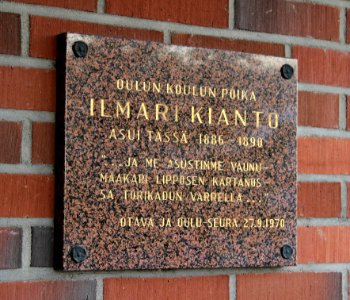 OULUN KOULUN POIKA
ILMARI KIANTO
ASUI TÄSSÄ 1886-1890
"...JA ME ASUSTIMME VAUNU
MAAKARI LIPPOSEN KARTANOS
SA TORIKADUN VARRELLA..."
OTAVA JA OULU-SEURA 27.9.1970